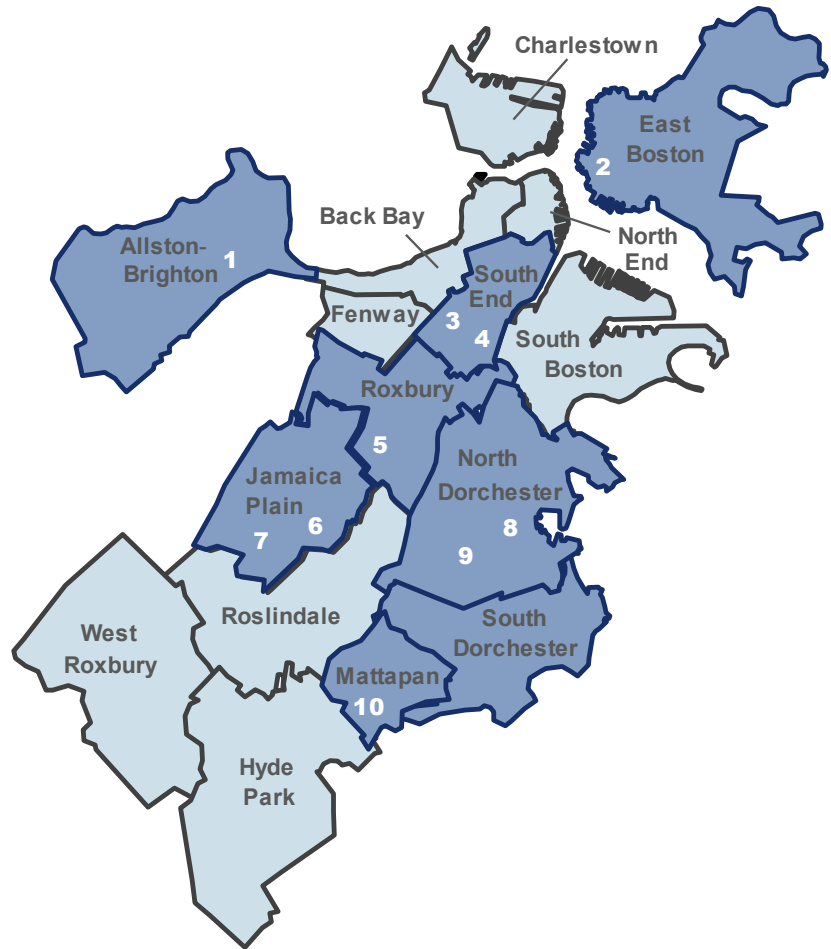 Charlestown
East
Boston
2
Back Bay
North
End
Allston-
Brighton
1
South
End
3
4
Fenway
South
Boston
Roxbury
5
North
Dorchester
8
9
Jamaica
Plain
6
7
Roslindale
South
Dorchester
West
Roxbury
Mattapan
10
Hyde
Park